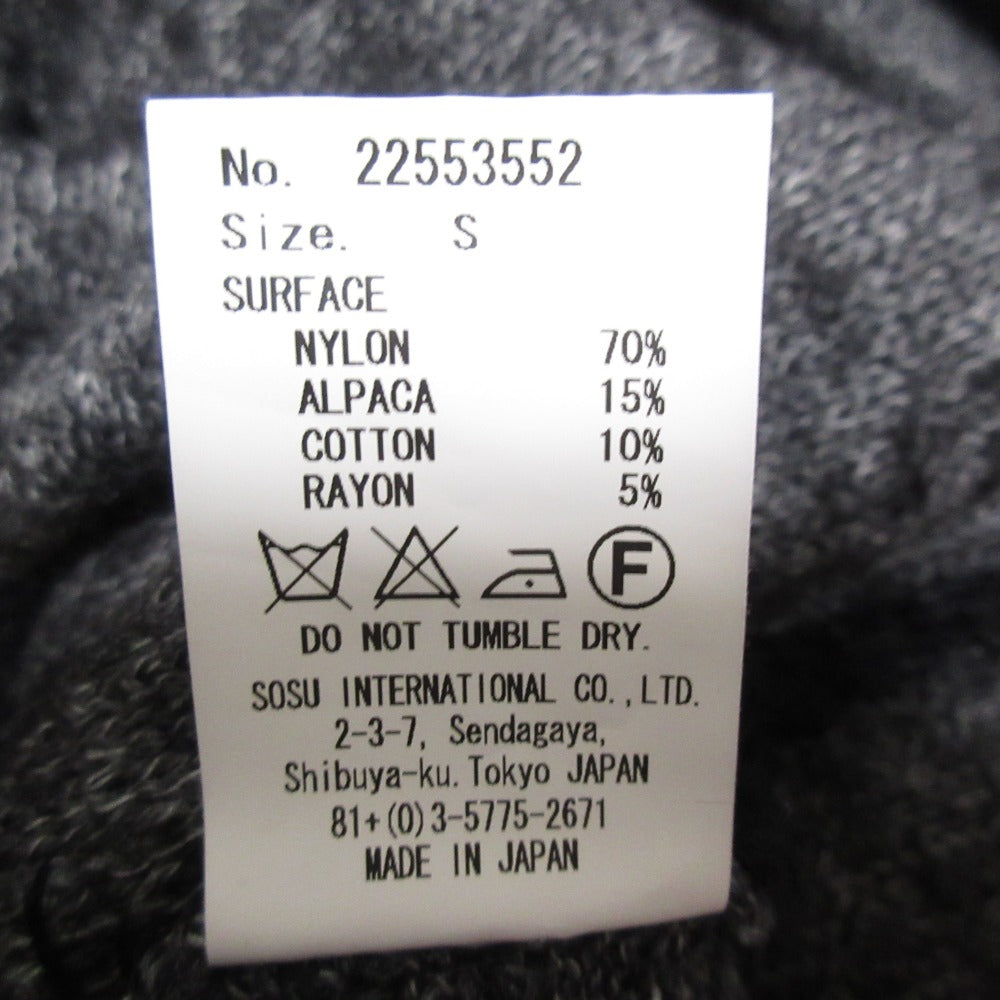 No. 22553552
Size. S
SURFACE
NYLON 70%
ALPACA 15%
COTTON 10%
RAYON 5%
F
DO NOT TUMBLE DRY.
SOSU INTERNATIONAL CO.,LTD.
2-3-7, Sendagaya,
Shibuya-ku. Tokyo JAPAN
81+(0)3-5775-2671
MADE IN JAPAN